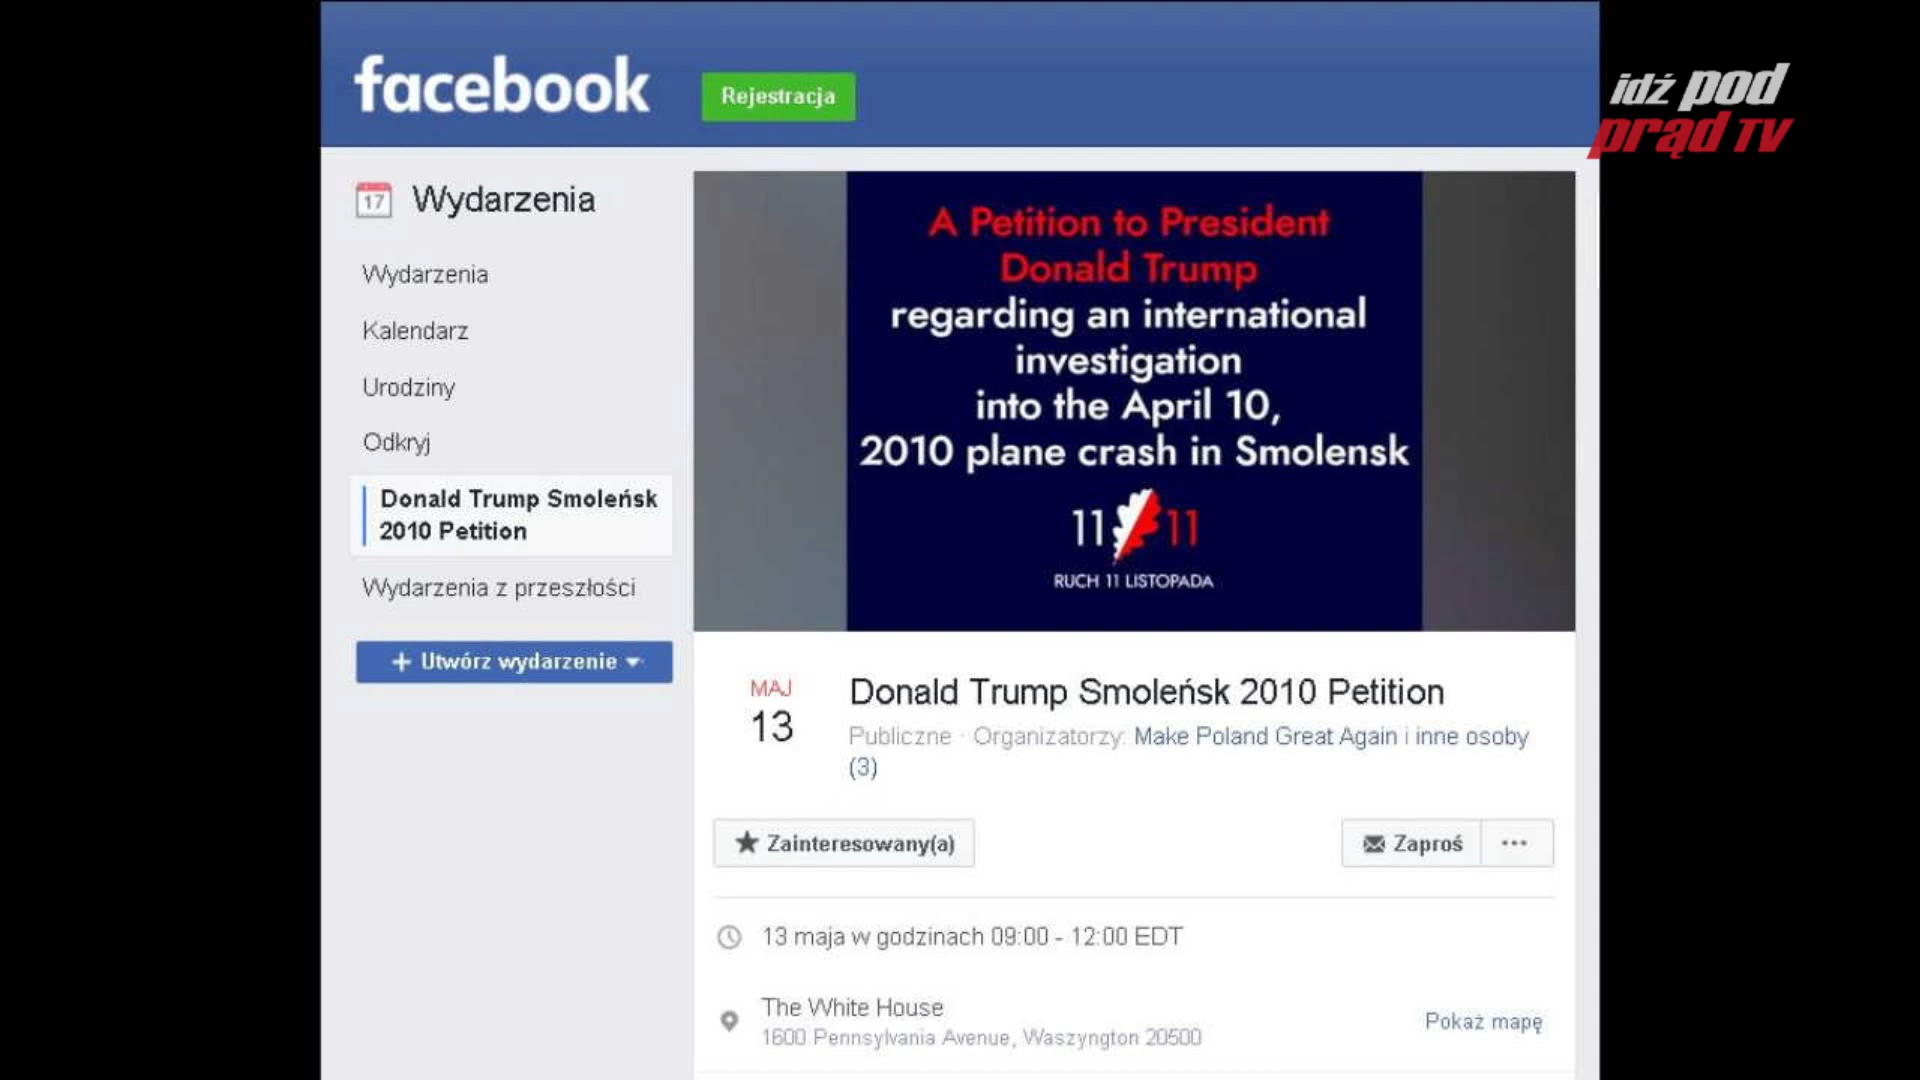 facebook
Rejestracja
idź pod
prąd TV
17
Wydarzenia
Wydarzenia
Kalendarz
Urodziny
Odkryj
Donald Trump Smoleńsk
2010 Petition
Wydarzenia z przeszłości
+ Utwórz wydarzenie
A Petition to President
Donald Trump
regarding an international
investigation
into the April 10,
2010 plane crash in Smolensk
11 11
RUCH 11 LISTOPADA
MAJ
13
Donald Trump Smoleńsk 2010 Petition
Publiczne · Organizatorzy: Make Poland Great Again i inne osoby
(3)
Zainteresowany(a)
Zaproś
13 maja w godzinach 09:00 - 12:00 EDT
The White House
1600 Pennsylvania Avenue, Waszyngton 20500
Pokaż mapę